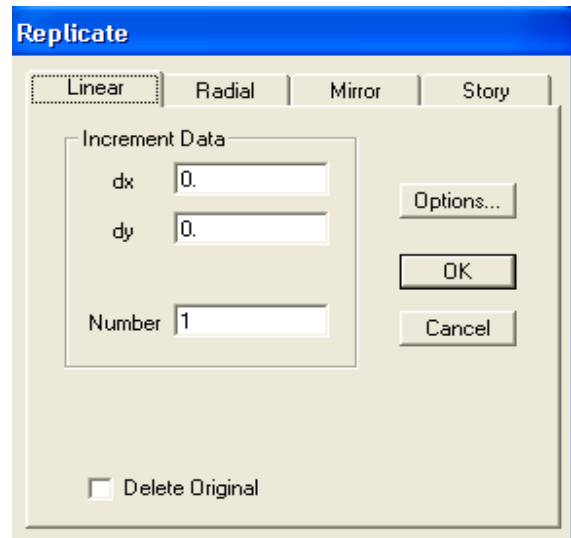 Replicate
Linear Radial Mirror Story
Increment Data
dx 0.
dy 0.
Options...
OK
Number 1
Cancel
Delete Original